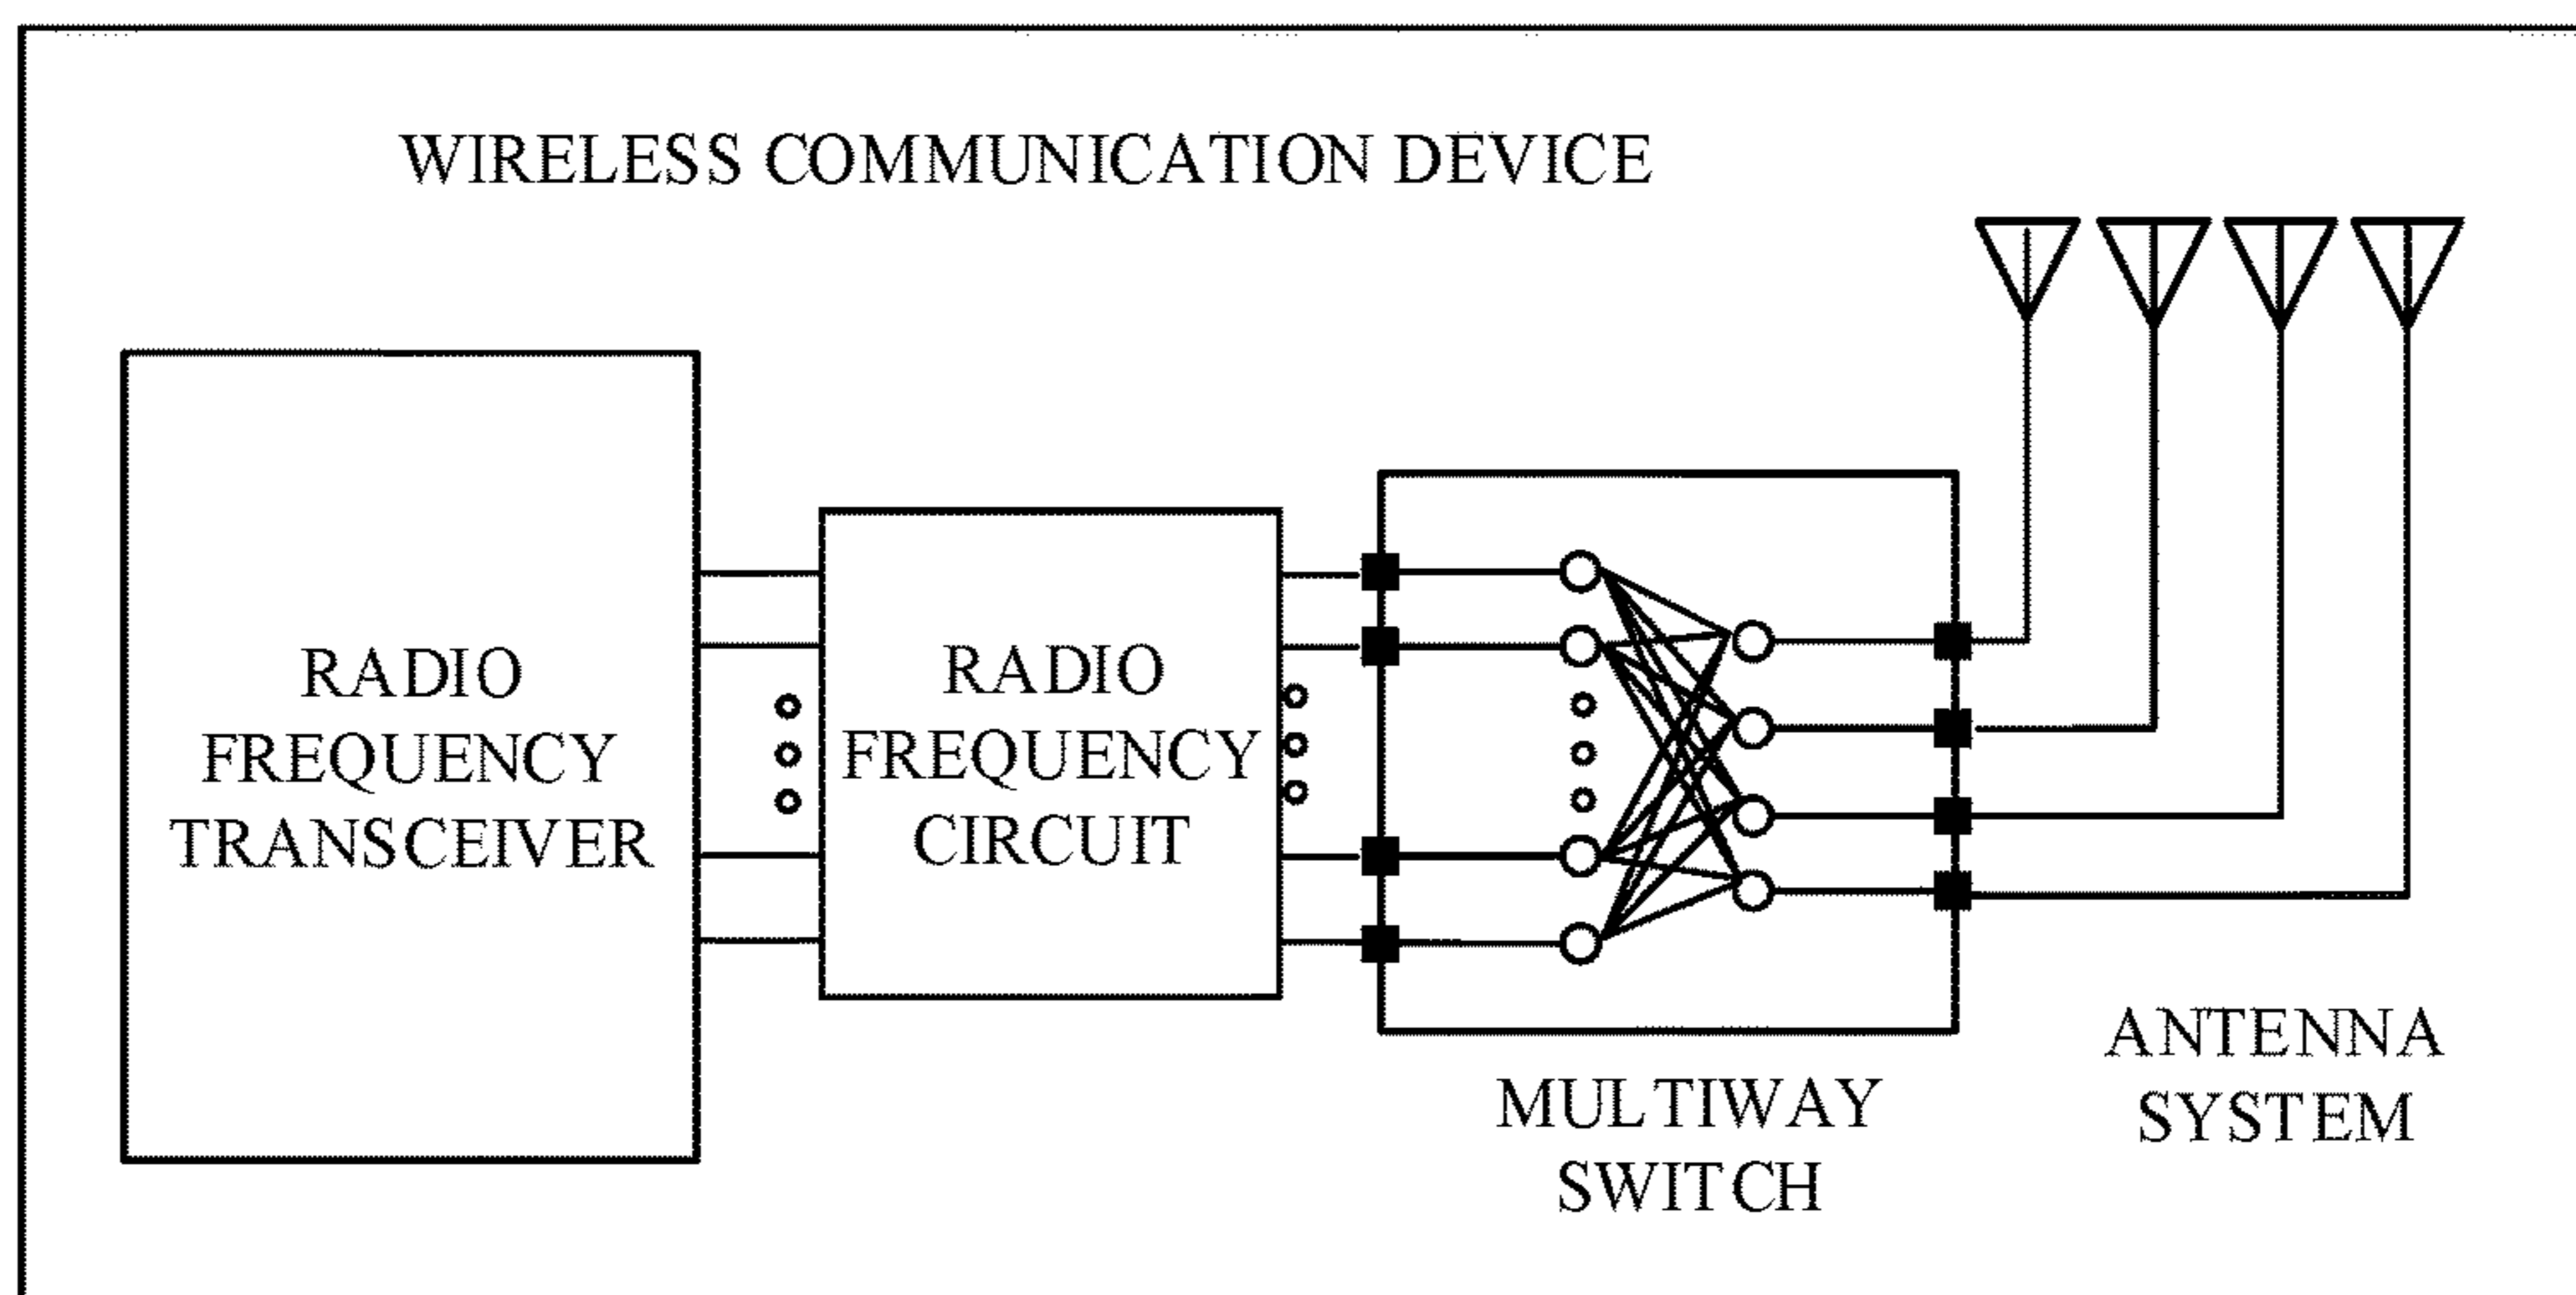 WIRELESS COMMUNICATION DEVICE
RADIO
FREQUENCY
TRANSCEIVER
RADIO
FREQUENCY
CIRCUIT
MULTIWAY
SWITCH
ANTENNA
SYSTEM